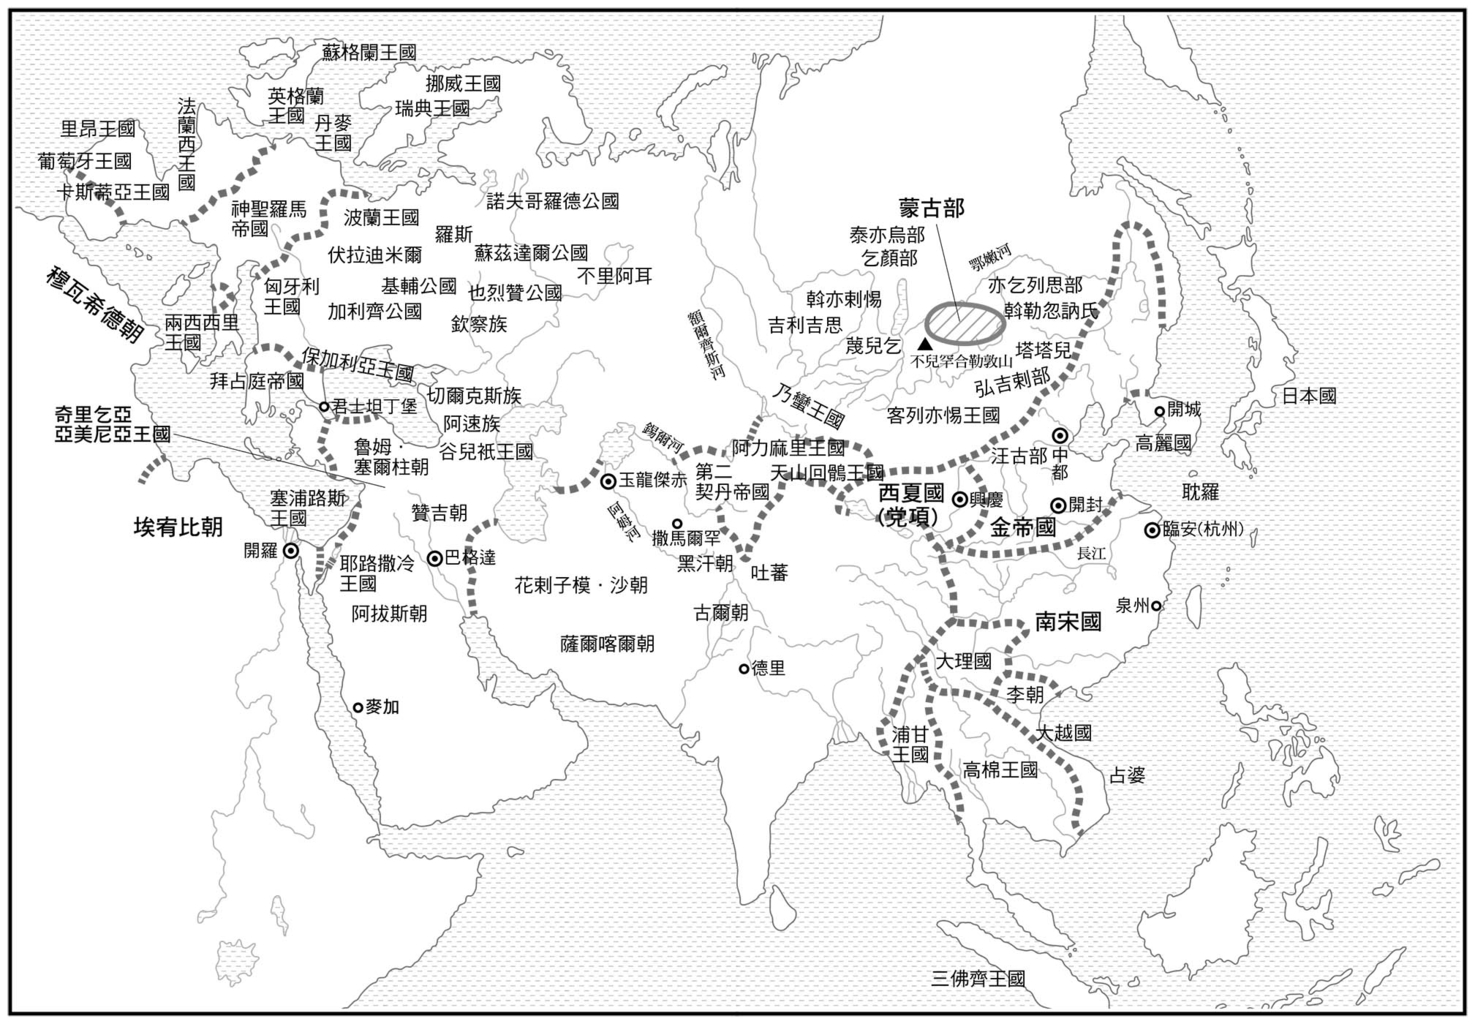 蘇格蘭王國
挪威王國
英格蘭
王國
瑞典王國
丹麥
王國
法蘭西王國
里昂王國
葡萄牙王國
卡斯蒂亞王國
神聖羅馬
帝國
波蘭王國
諾夫哥羅德公國
羅斯
伏拉迪米爾
蘇茲達爾公國
不里阿耳
匈牙利
王國
基輔公國
也烈贊公國
加利齊公國
欽察族
穆瓦希德朝
兩西西里
王國
保加利亞王國
拜占庭帝國
切爾克斯族
君士坦丁堡
阿速族
奇里乞亞
亞美尼亞王國
魯姆·
塞爾柱朝
谷兒祇王國
塞浦路斯
王國
贊吉朝
埃宥比朝
開羅
耶路撒冷
王國
巴格達
阿拔斯朝
麥加
蒙古部
泰亦烏部
乞顏部
鄂嫩河
亦乞列思部
斡亦剌惕
斡勒忽訥氏
吉利吉思
蔑兒乞
不兒罕合勒敦山
塔塔兒
弘吉剌部
額爾齊斯河
乃蠻王國
客列亦惕王國
錫爾河
阿力麻里王國
第二
契丹帝國
天山回鶻王國
玉龍傑赤
阿姆河
撒馬爾罕
黑汗朝
吐蕃
花剌子模·沙朝
古爾朝
薩爾喀爾朝
德里
汪古部
中都
西夏國
(党項)
興慶
金帝國
開封
開城
高麗國
日本國
耽羅
臨安(杭州)
長江
泉州
南宋國
大理國
李朝
大越國
浦甘
王國
高棉王國
占婆
三佛齊王國